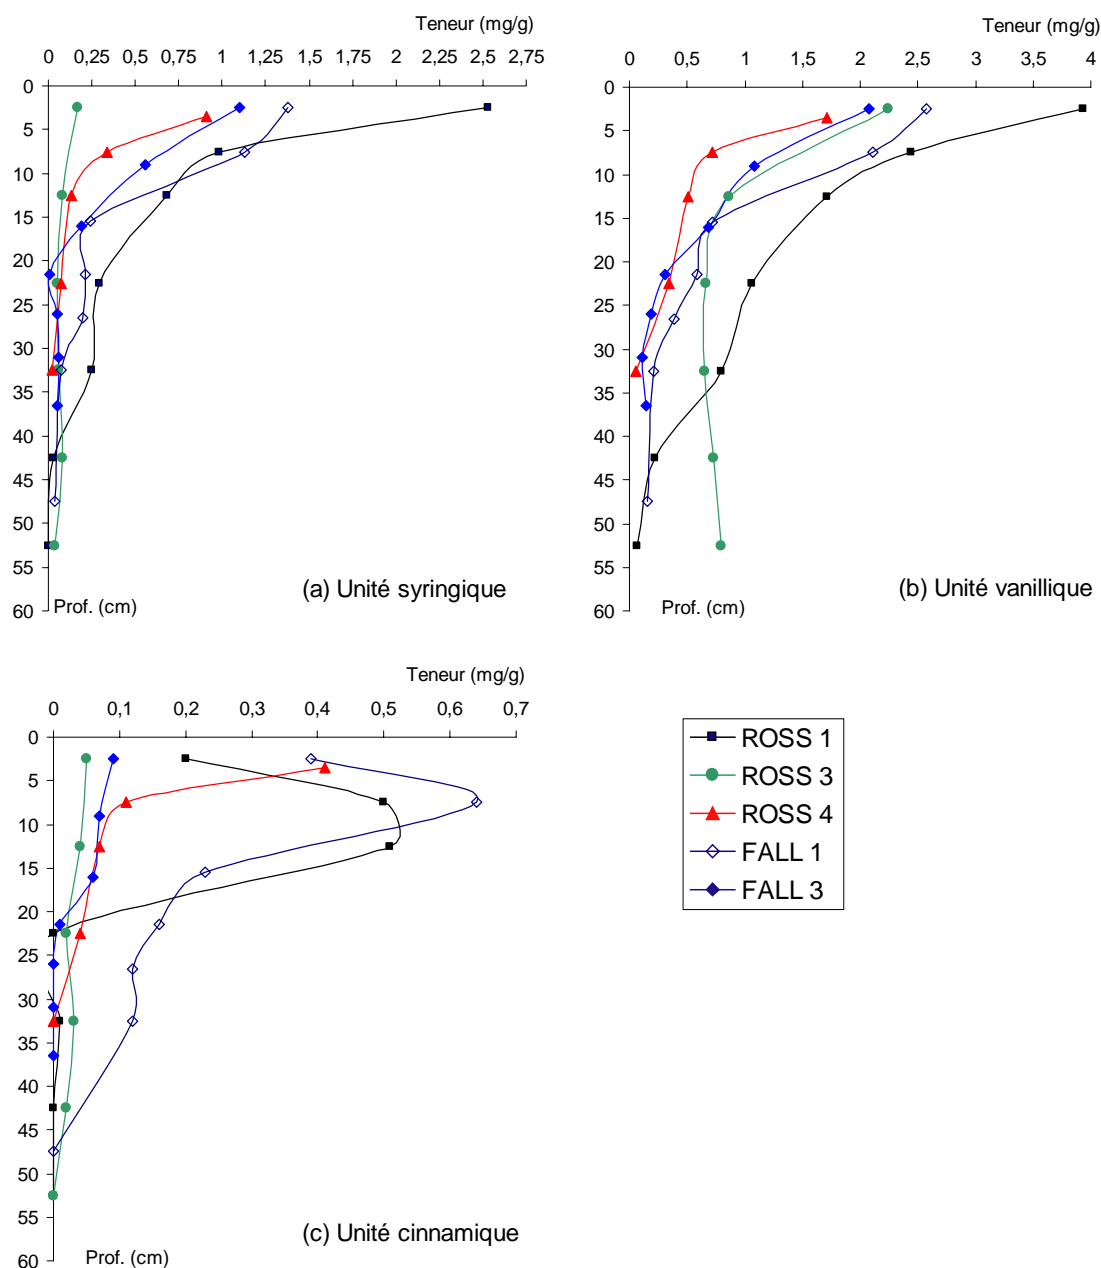 Teneur (mg/g)
0 0,25 0,5 0,75 1 1,25 1,5 1,75 2 2,25 2,5 2,75
0
5
10
15
20
25
30
35
40
45
50
55
60
(a) Unité syringique
Prof. (cm)
Teneur (mg/g)
0 0,5 1 1,5 2 2,5 3 3,5 4
0
5
10
15
20
25
30
35
40
45
50
55
60
(b) Unité vanillique
Prof. (cm)
Teneur (mg/g)
0 0,1 0,2 0,3 0,4 0,5 0,6 0,7
0
5
10
15
20
25
30
35
40
45
50
55
60
(c) Unité cinnamique
Prof. (cm)
ROSS 1
ROSS 3
ROSS 4
FALL 1
FALL 3